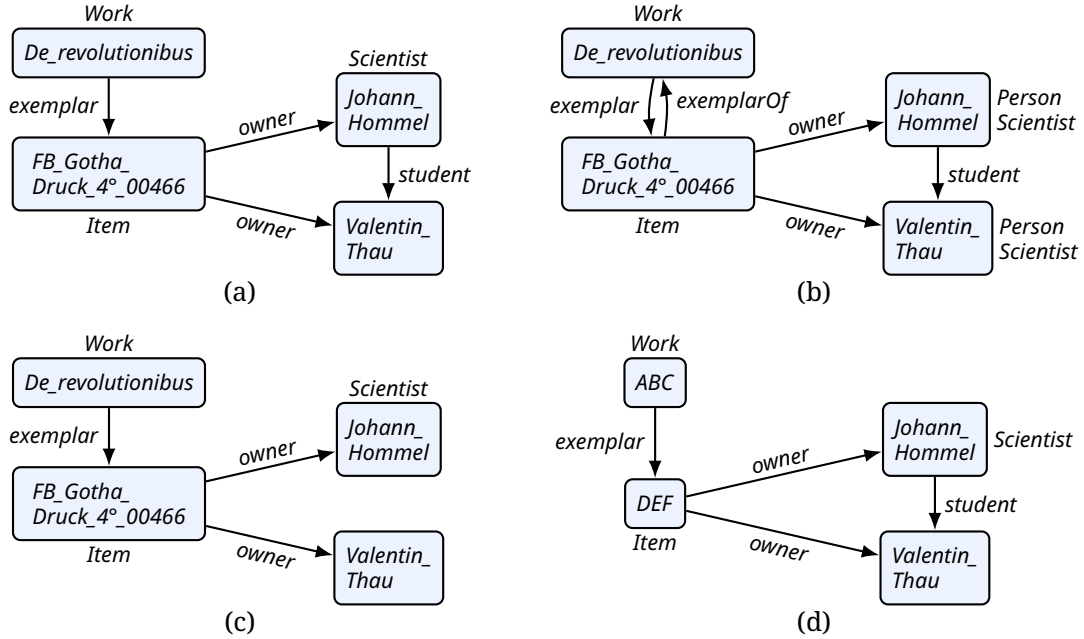 Work
De_revolutionibus
exemplar
FB_Gotha_
Druck_4°_00466
Item
owner
owner
Scientist
Johann_
Hommel
student
Valentin_
Thau
(a)
Work
De_revolutionibus
exemplar
exemplarOf
FB_Gotha_
Druck_4°_00466
Item
owner
owner
Johann_
Hommel
Person
Scientist
student
Valentin_
Thau
Person
Scientist
(b)
Work
De_revolutionibus
exemplar
FB_Gotha_
Druck_4°_00466
Item
owner
owner
Scientist
Johann_
Hommel
Valentin_
Thau
(c)
Work
ABC
exemplar
DEF
Item
owner
owner
Johann_
Hommel
Scientist
student
Valentin_
Thau
(d)